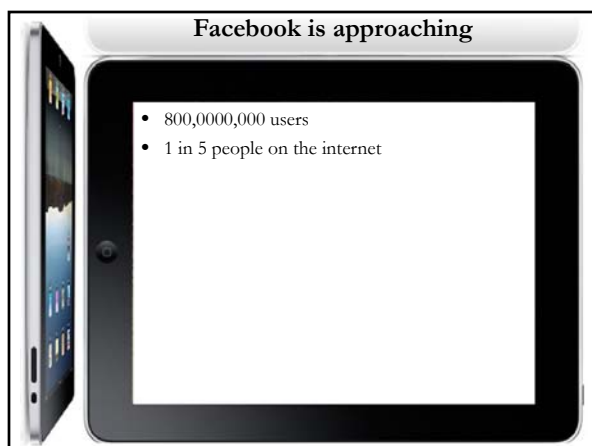 Facebook is approaching
• 800,0000,000 users
• 1 in 5 people on the internet